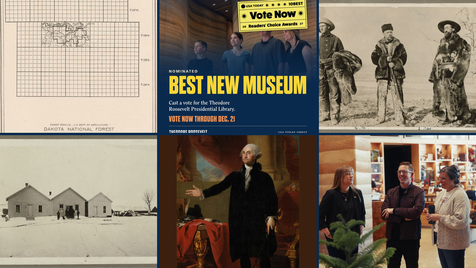 DAKOTA NATIONAL FOREST
USA TODAY 10BEST
Vote Now
Readers' Choice Awards
NOMINATED
BEST NEW MUSEUM
Cast a vote for the Theodore
Roosevelt Presidential Library.
VOTE NOW THROUGH DEC. 21
THEODORE ROOSEVELT